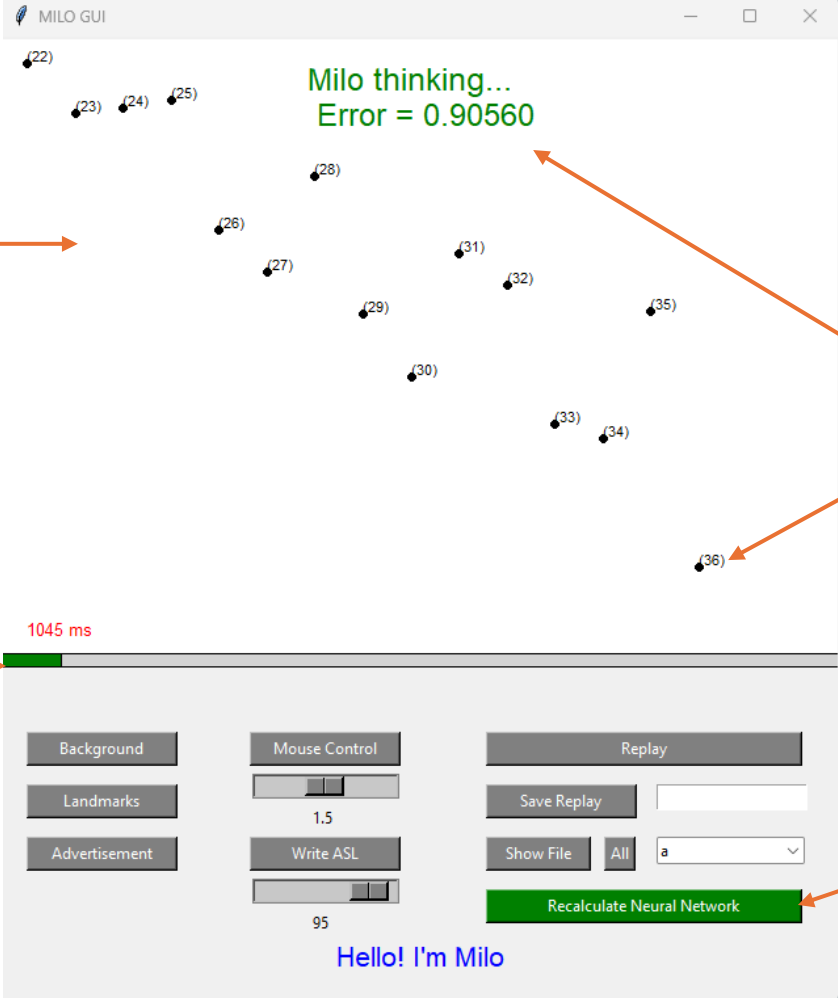 MILO GUI
(22)
(23) (24) (25)
Milo thinking...
Error = 0.90560
(28)
(26)
(27)
(31)
(32)
(29)
(35)
(30)
(33)
(34)
(36)
1045 ms
Background Mouse Control Replay
Landmarks 1.5 Save Replay
Advertisement Write ASL Show File All a
95 Recalculate Neural Network
Hello! I'm Milo